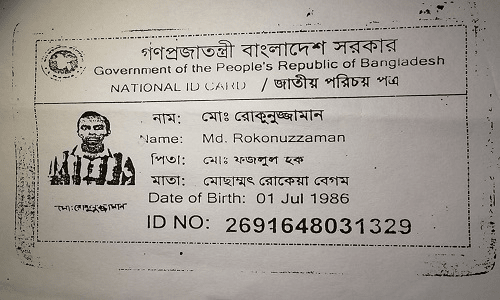 গণপ্রজাতন্ত্রী বাংলাদেশ সরকার
Government of the People's Republic of Bangladesh
NATIONAL ID CARD / জাতীয় পরিচয় পত্র
নাম: মোঃ রোকুনুজ্জামান
Name: Md. Rokonuzzaman
পিতা: মোঃ ফজলুল হক
মাতা: মোছাম্মৎ রোকেয়া বেগম
Date of Birth: 01 Jul 1986
ID NO: 2691648031329
মোঃ রোকুনুজ্জামান